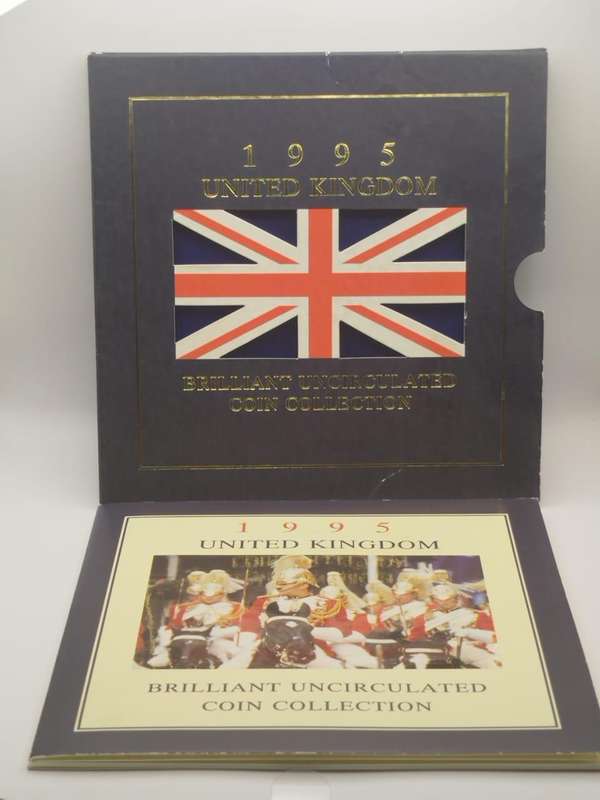 1 9 9 5
UNITED KINGDOM
BRILLIANT UNCIRCULATED
COIN COLLECTION
1 9 9 5
UNITED KINGDOM
BRILLIANT UNCIRCULATED
COIN COLLECTION